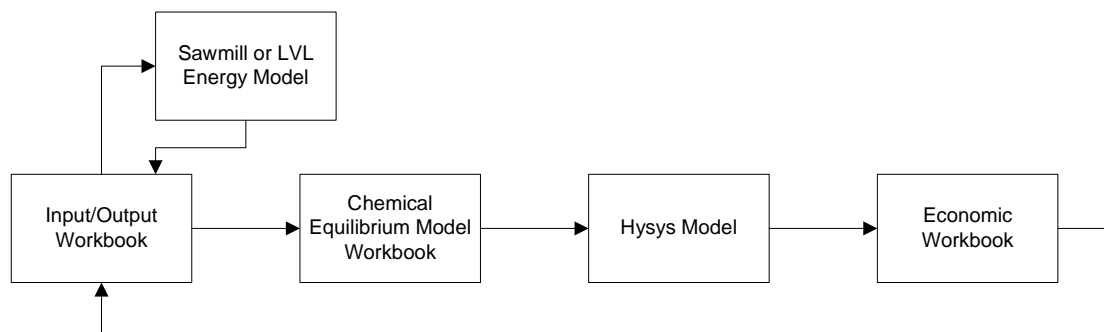 Sawmill or LVL
Energy Model
Input/Output
Workbook
Chemical
Equilibrium Model
Workbook
Hysys Model
Economic
Workbook